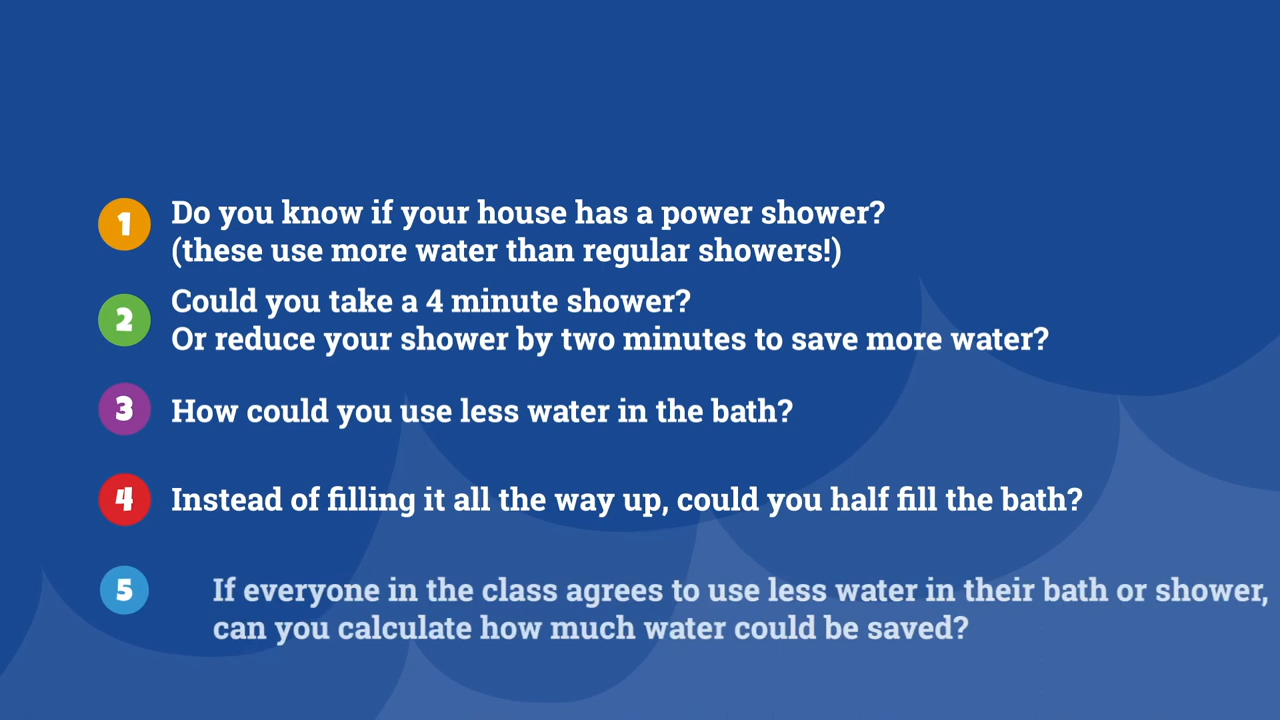 1 Do you know if your house has a power shower?
(these use more water than regular showers!)
2 Could you take a 4 minute shower?
Or reduce your shower by two minutes to save more water?
3 How could you use less water in the bath?
4 Instead of filling it all the way up, could you half fill the bath?
5 If everyone in the class agrees to use less water in their bath or shower,
can you calculate how much water could be saved?